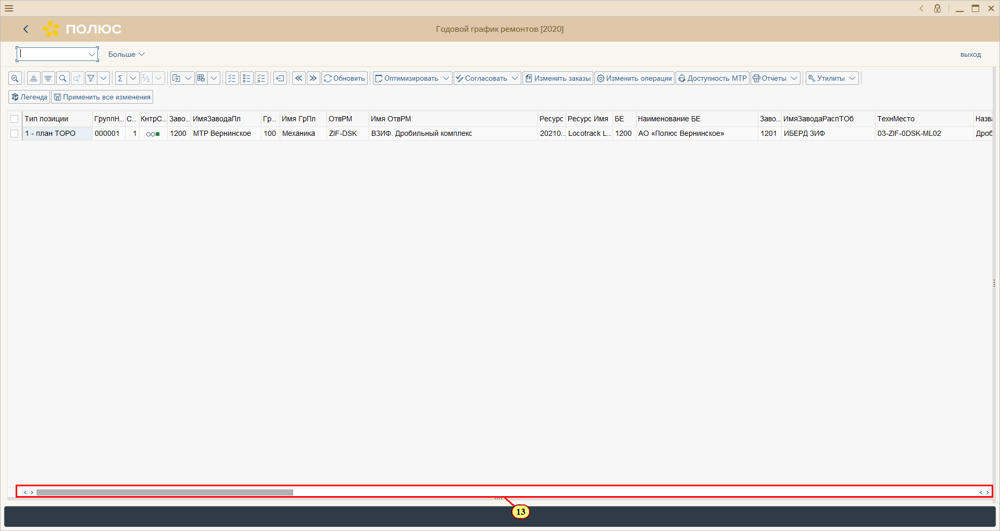 ПОЛЮС
Годовой график ремонтов [2020]
Больше
выход
Обновить Оптимизировать Согласовать Изменить заказы Изменить операции Доступность МТР Отчеты Утилиты
Легенда Применить все изменения
Тип позиции ГруппН... С... КнтрС... Заво... ИмяЗаводаПл Гр... Имя ГрПл ОтвРМ Имя ОтвРМ Ресурс Ресурс Имя БЕ Наименование БЕ Заво... ИмяЗаводаРаспТОб ТехнМесто Назва
1 - план ТОРО 000001 1 1200 МТР Вернинское 100 Механика ZIF-DSK ВЗИФ. Дробильный комплекс 20210... Locotrack L... 1200 АО «Полюс Вернинское» 1201 ИБЕРД ЗИФ 03-ZIF-0DSK-ML02 Дроб
13